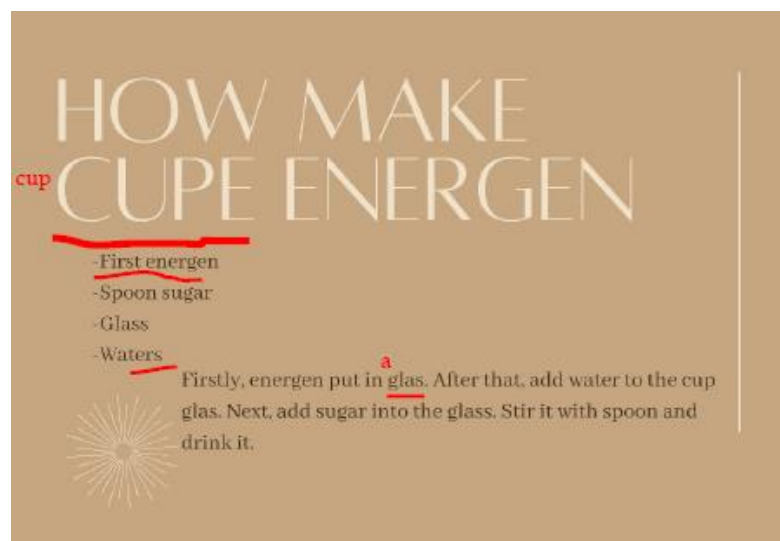 HOW MAKE
cup CUPE ENERGEN
-First energen
-Spoon sugar
-Glass
-Waters
a
Firstly, energen put in glas. After that, add water to the cup
glas. Next, add sugar into the glass. Stir it with spoon and
drink it.